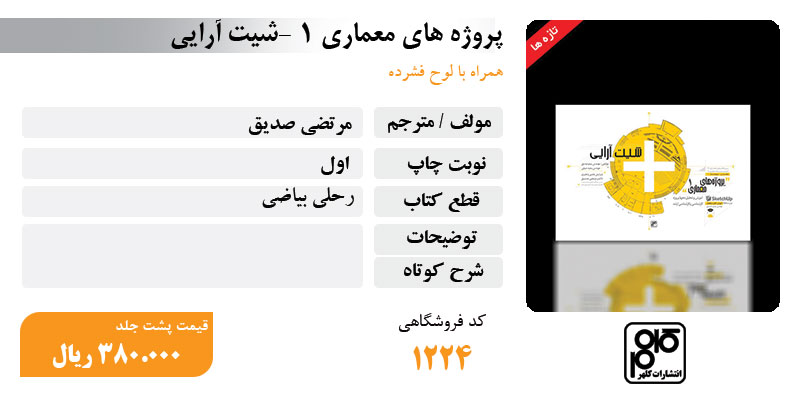 پروژه های معماری ۱ -شیت آرایی
همراه با لوح فشرده
مولف / مترجم
مرتضی صدیق
نوبت چاپ
اول
قطع کتاب
رحلی بیاضی
توضیحات
شرح کوتاه
کد فروشگاهی
۱۲۲۴
قیمت پشت جلد
۳۸۰.۰۰۰ ریال
تازه ها
شیت آرایی
پروژه‌های
معماری ۱
SketchUp
انتشارات کلهر